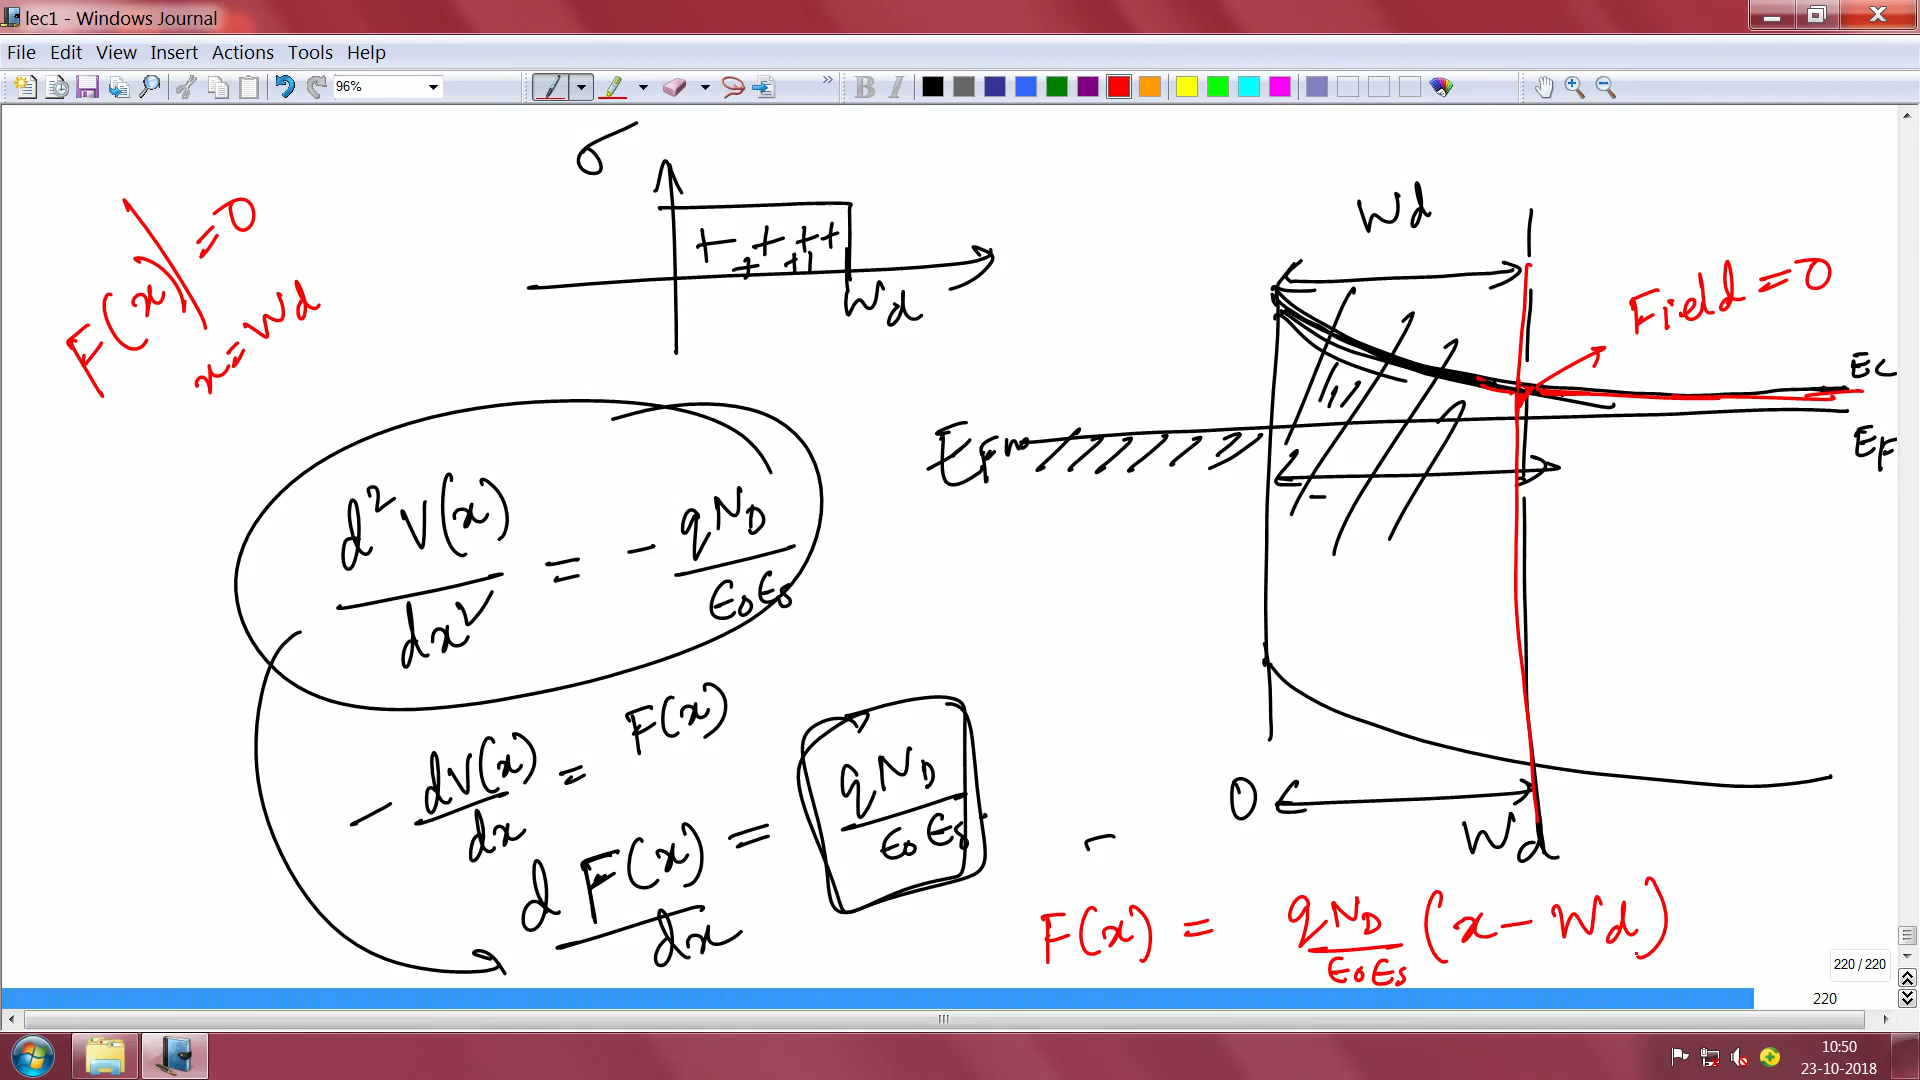 lec1 - Windows Journal
File Edit View Insert Actions Tools Help
96%
B I
σ
+ + + + + + +
Wd
F(x)| = 0
x = Wd
Wd
Field = 0
EC
EF
EFm
d²V(x)/dx² = - qND/ϵ0ϵs
- dV(x)/dx = F(x)
d F(x)/dx = qND/ϵ0ϵs
0
Wd
F(x) = qND/ϵ0ϵs (x - Wd)
220 / 220
220
10:50
23-10-2018